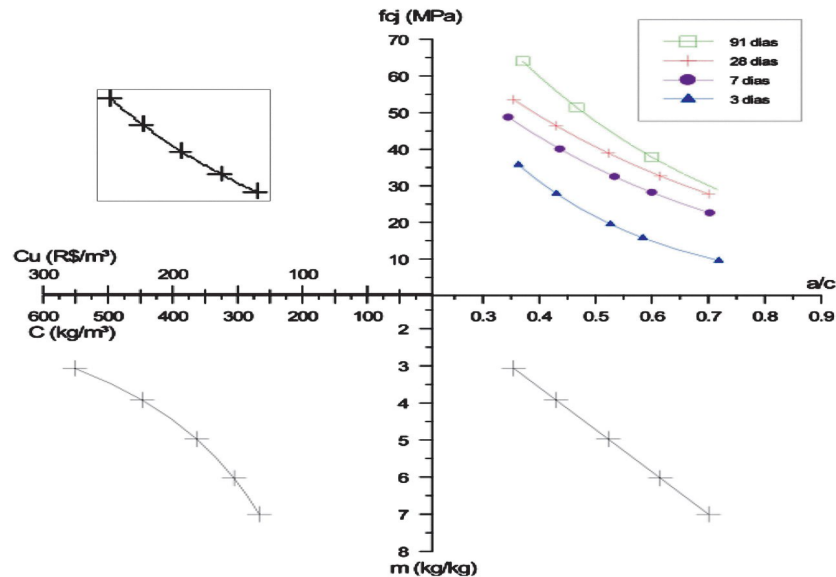 fcj (MPa)
70
60
50
40
30
20
10
91 dias
28 dias
7 dias
3 dias
Cu (R$/m³)
300 200 100
a/c
600 500 400 300 200 100
0.3 0.4 0.5 0.6 0.7 0.8 0.9
C (kg/m³)
2
3
4
5
6
7
8
m (kg/kg)